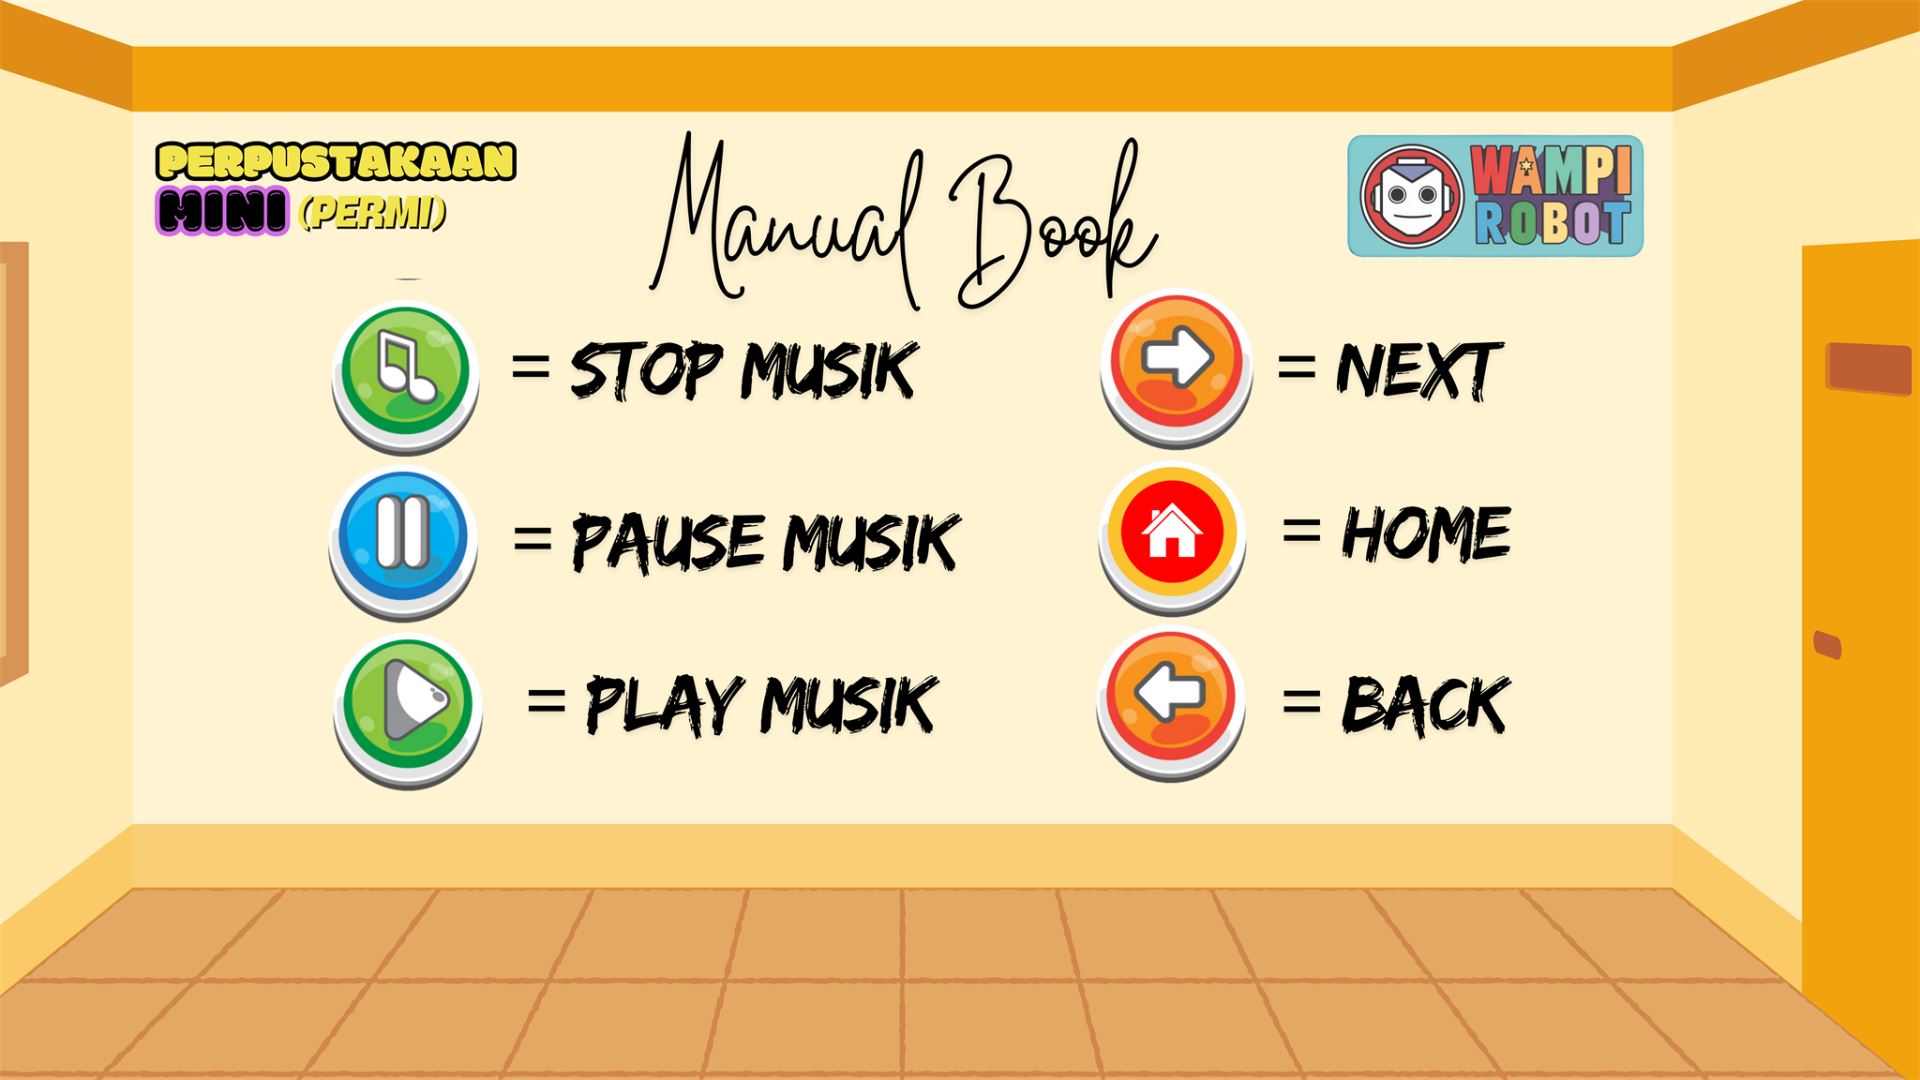 PERPUSTAKAAN
MINI (PERMI)
Manual Book
WAMPI
ROBOT
= STOP MUSIK
= PAUSE MUSIK
= PLAY MUSIK
= NEXT
= HOME
= BACK